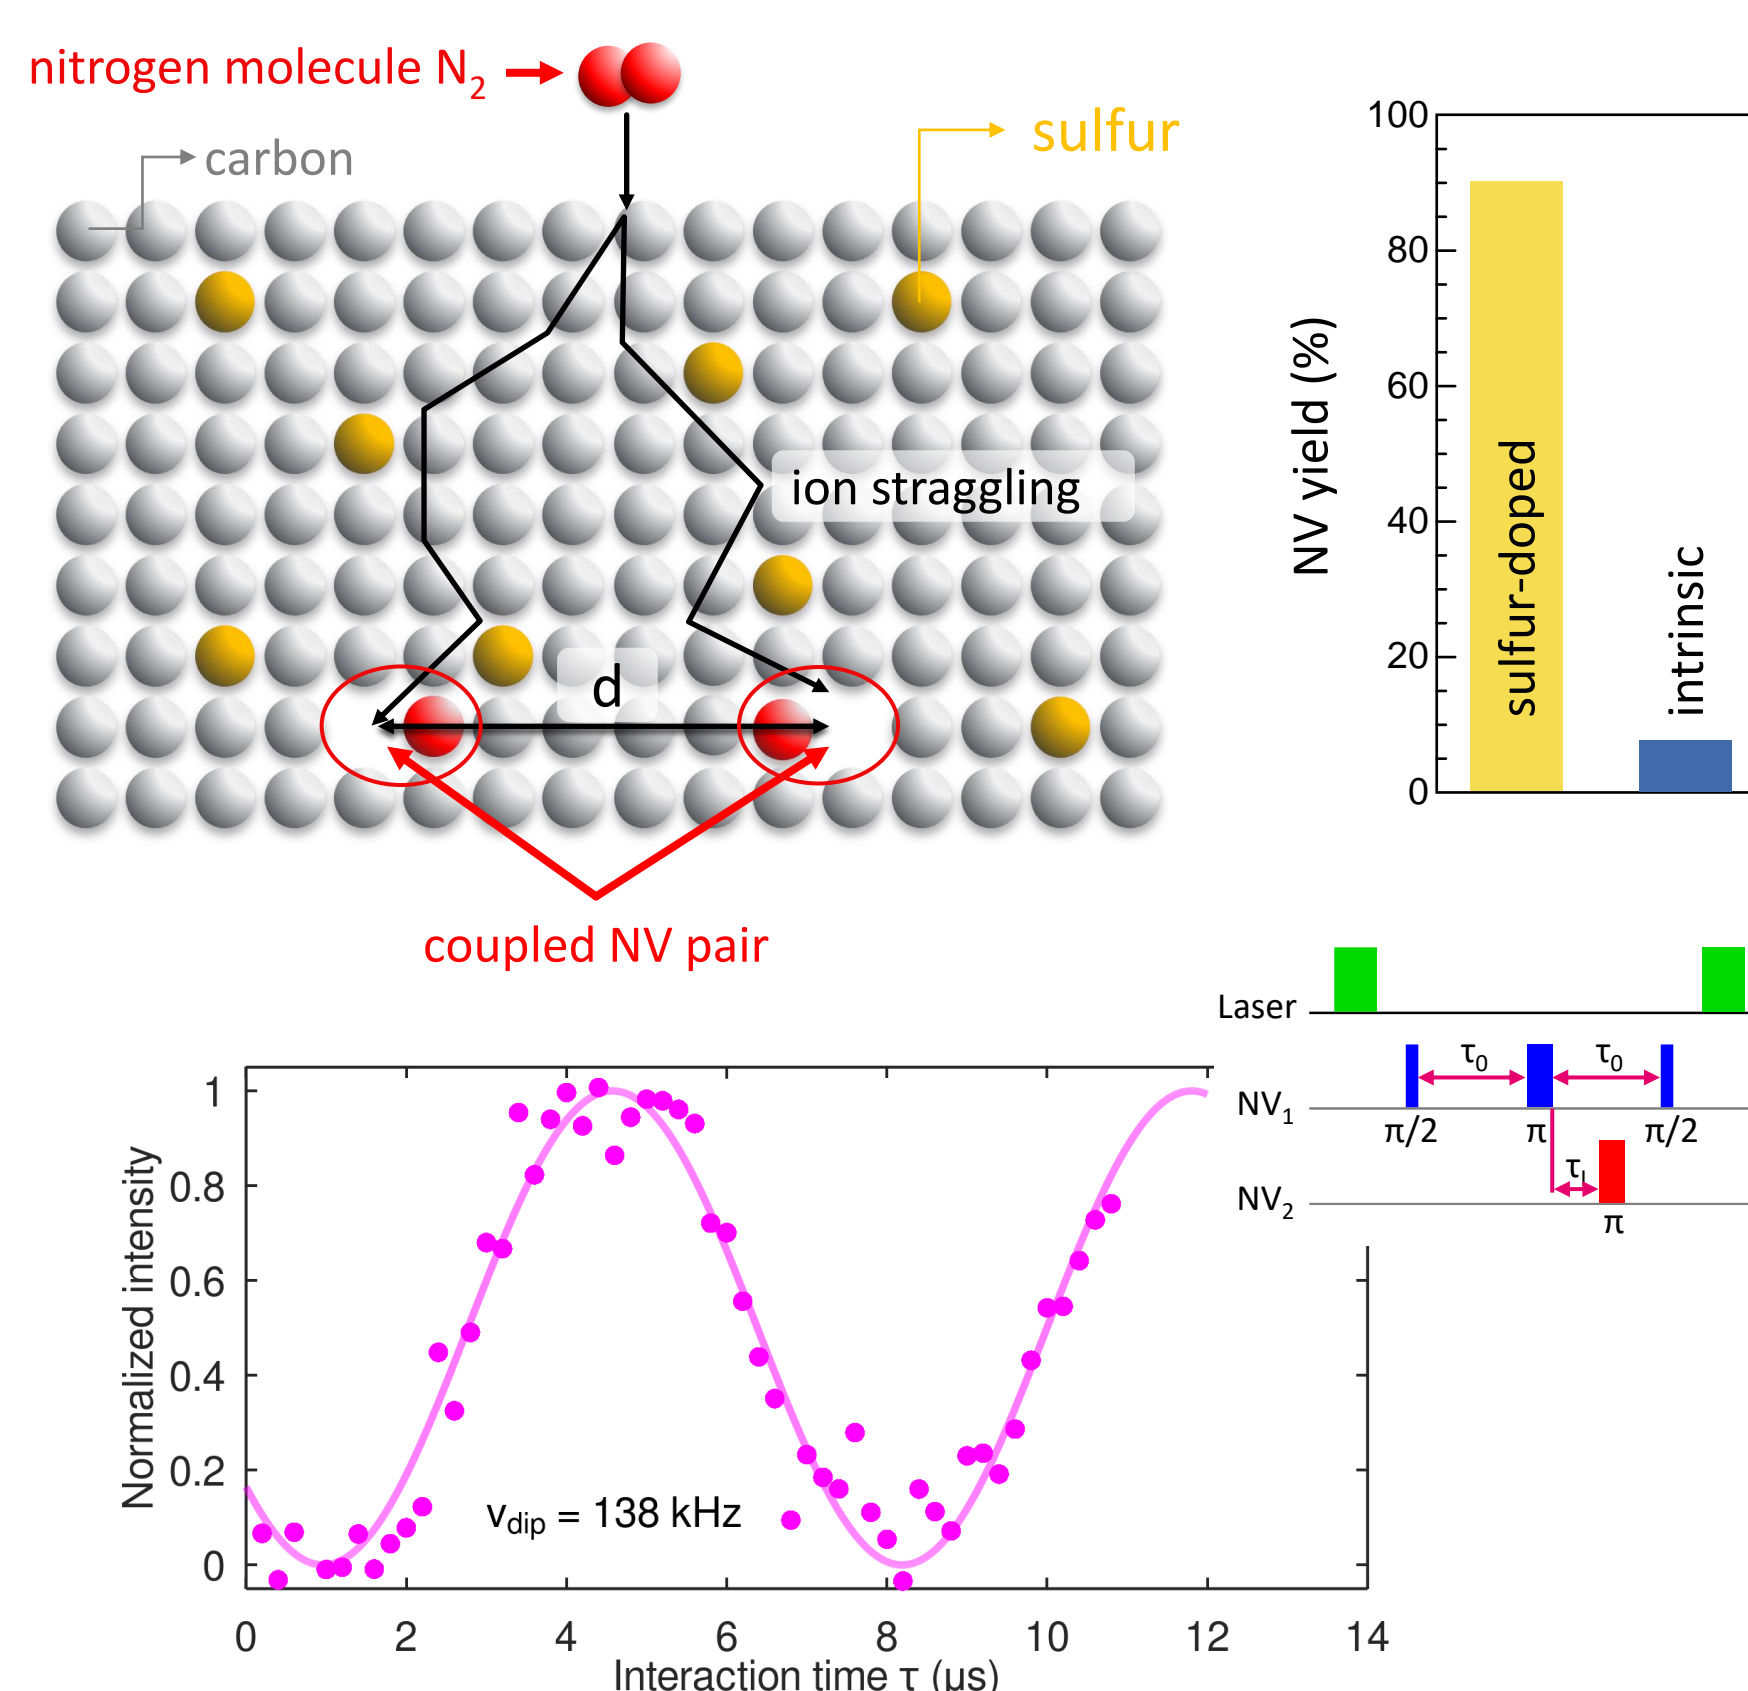 nitrogen molecule N2
carbon
sulfur
ion straggling
d
coupled NV pair
100
80
60
40
20
0
NV yield (%)
sulfur-doped
intrinsic
Laser
NV1
τ0
τ0
π/2
π
π/2
τI
NV2
π
1
0.8
0.6
0.4
0.2
0
Normalized intensity
νdip = 138 kHz
0 2 4 6 8 10 12 14
Interaction time τ (μs)